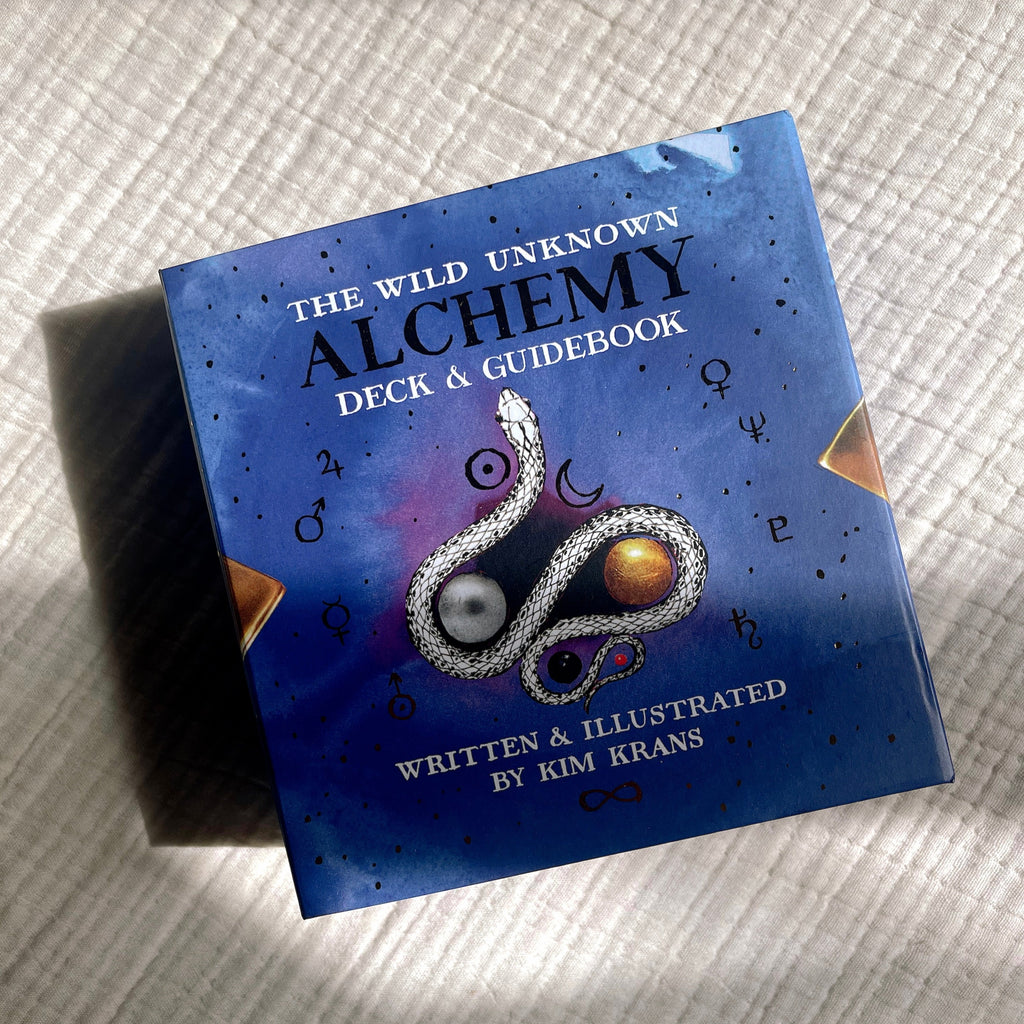 THE WILD UNKNOWN
ALCHEMY
DECK & GUIDEBOOK
WRITTEN & ILLUSTRATED
BY KIM KRANS